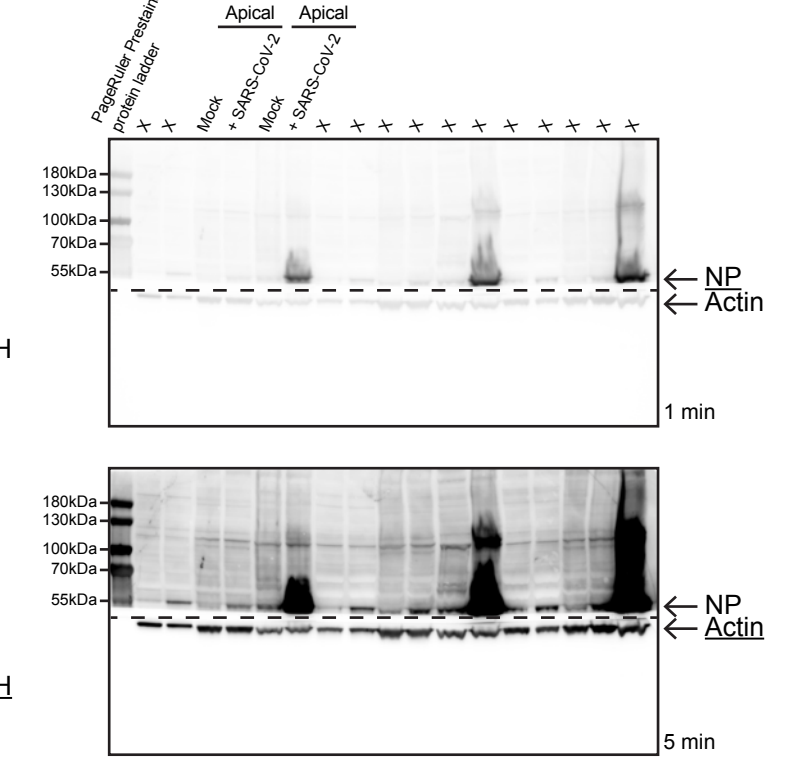 Apical Apical
PageRuler Prestain
protein ladder
X X Mock + SARS-CoV-2 Mock + SARS-CoV-2 X X X X X X X X X X X
180kDa
130kDa
100kDa
70kDa
55kDa
NP
Actin
H
1 min
180kDa
130kDa
100kDa
70kDa
55kDa
NP
Actin
H
5 min